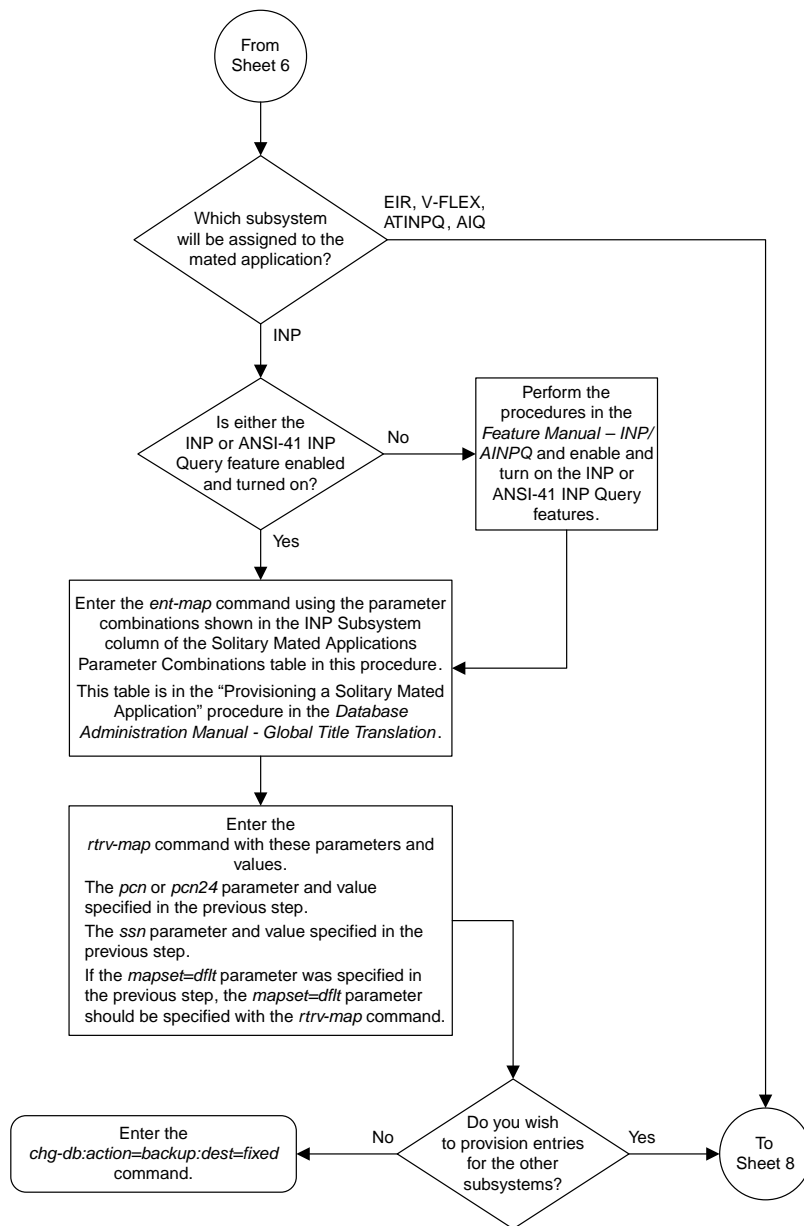 From
Sheet 6
Which subsystem
will be assigned to the
mated application?
EIR, V-FLEX,
ATINPQ, AIQ
INP
Is either the
INP or ANSI-41 INP
Query feature enabled
and turned on?
No
Perform the
procedures in the
Feature Manual – INP/
AINPQ and enable and
turn on the INP or
ANSI-41 INP Query
features.
Yes
Enter the ent-map command using the parameter
combinations shown in the INP Subsystem
column of the Solitary Mated Applications
Parameter Combinations table in this procedure.
This table is in the “Provisioning a Solitary Mated
Application” procedure in the Database
Administration Manual - Global Title Translation.
Enter the
rtrv-map command with these parameters and
values.
The pcn or pcn24 parameter and value
specified in the previous step.
The ssn parameter and value specified in the
previous step.
If the mapset=dflt parameter was specified in
the previous step, the mapset=dflt parameter
should be specified with the rtrv-map command.
Do you wish
to provision entries
for the other
subsystems?
No
Enter the
chg-db:action=backup:dest=fixed
command.
Yes
To
Sheet 8